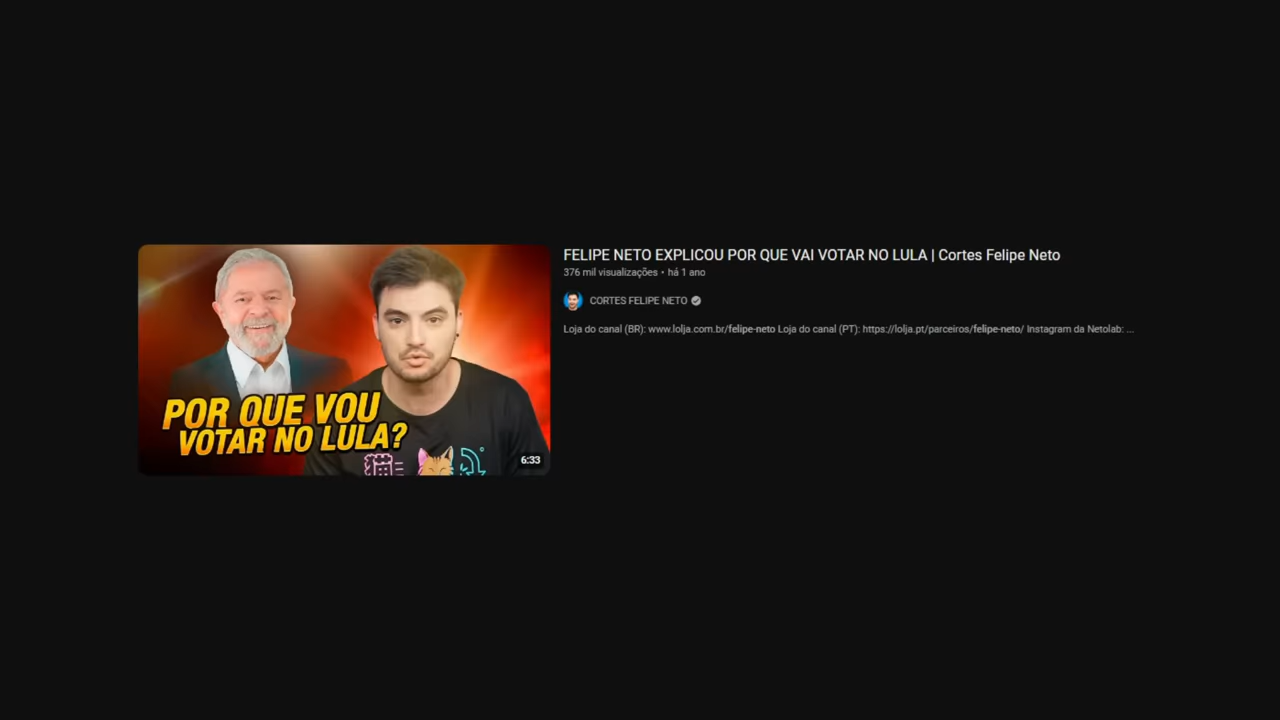 POR QUE VOU
VOTAR NO LULA?
6:33
FELIPE NETO EXPLICOU POR QUE VAI VOTAR NO LULA | Cortes Felipe Neto
376 mil visualizações • há 1 ano
CORTES FELIPE NETO
Loja do canal (BR): www.lolja.com.br/felipe-neto Loja do canal (PT): https://lolja.pt/parceiros/felipe-neto/ Instagram da Netolab: ...